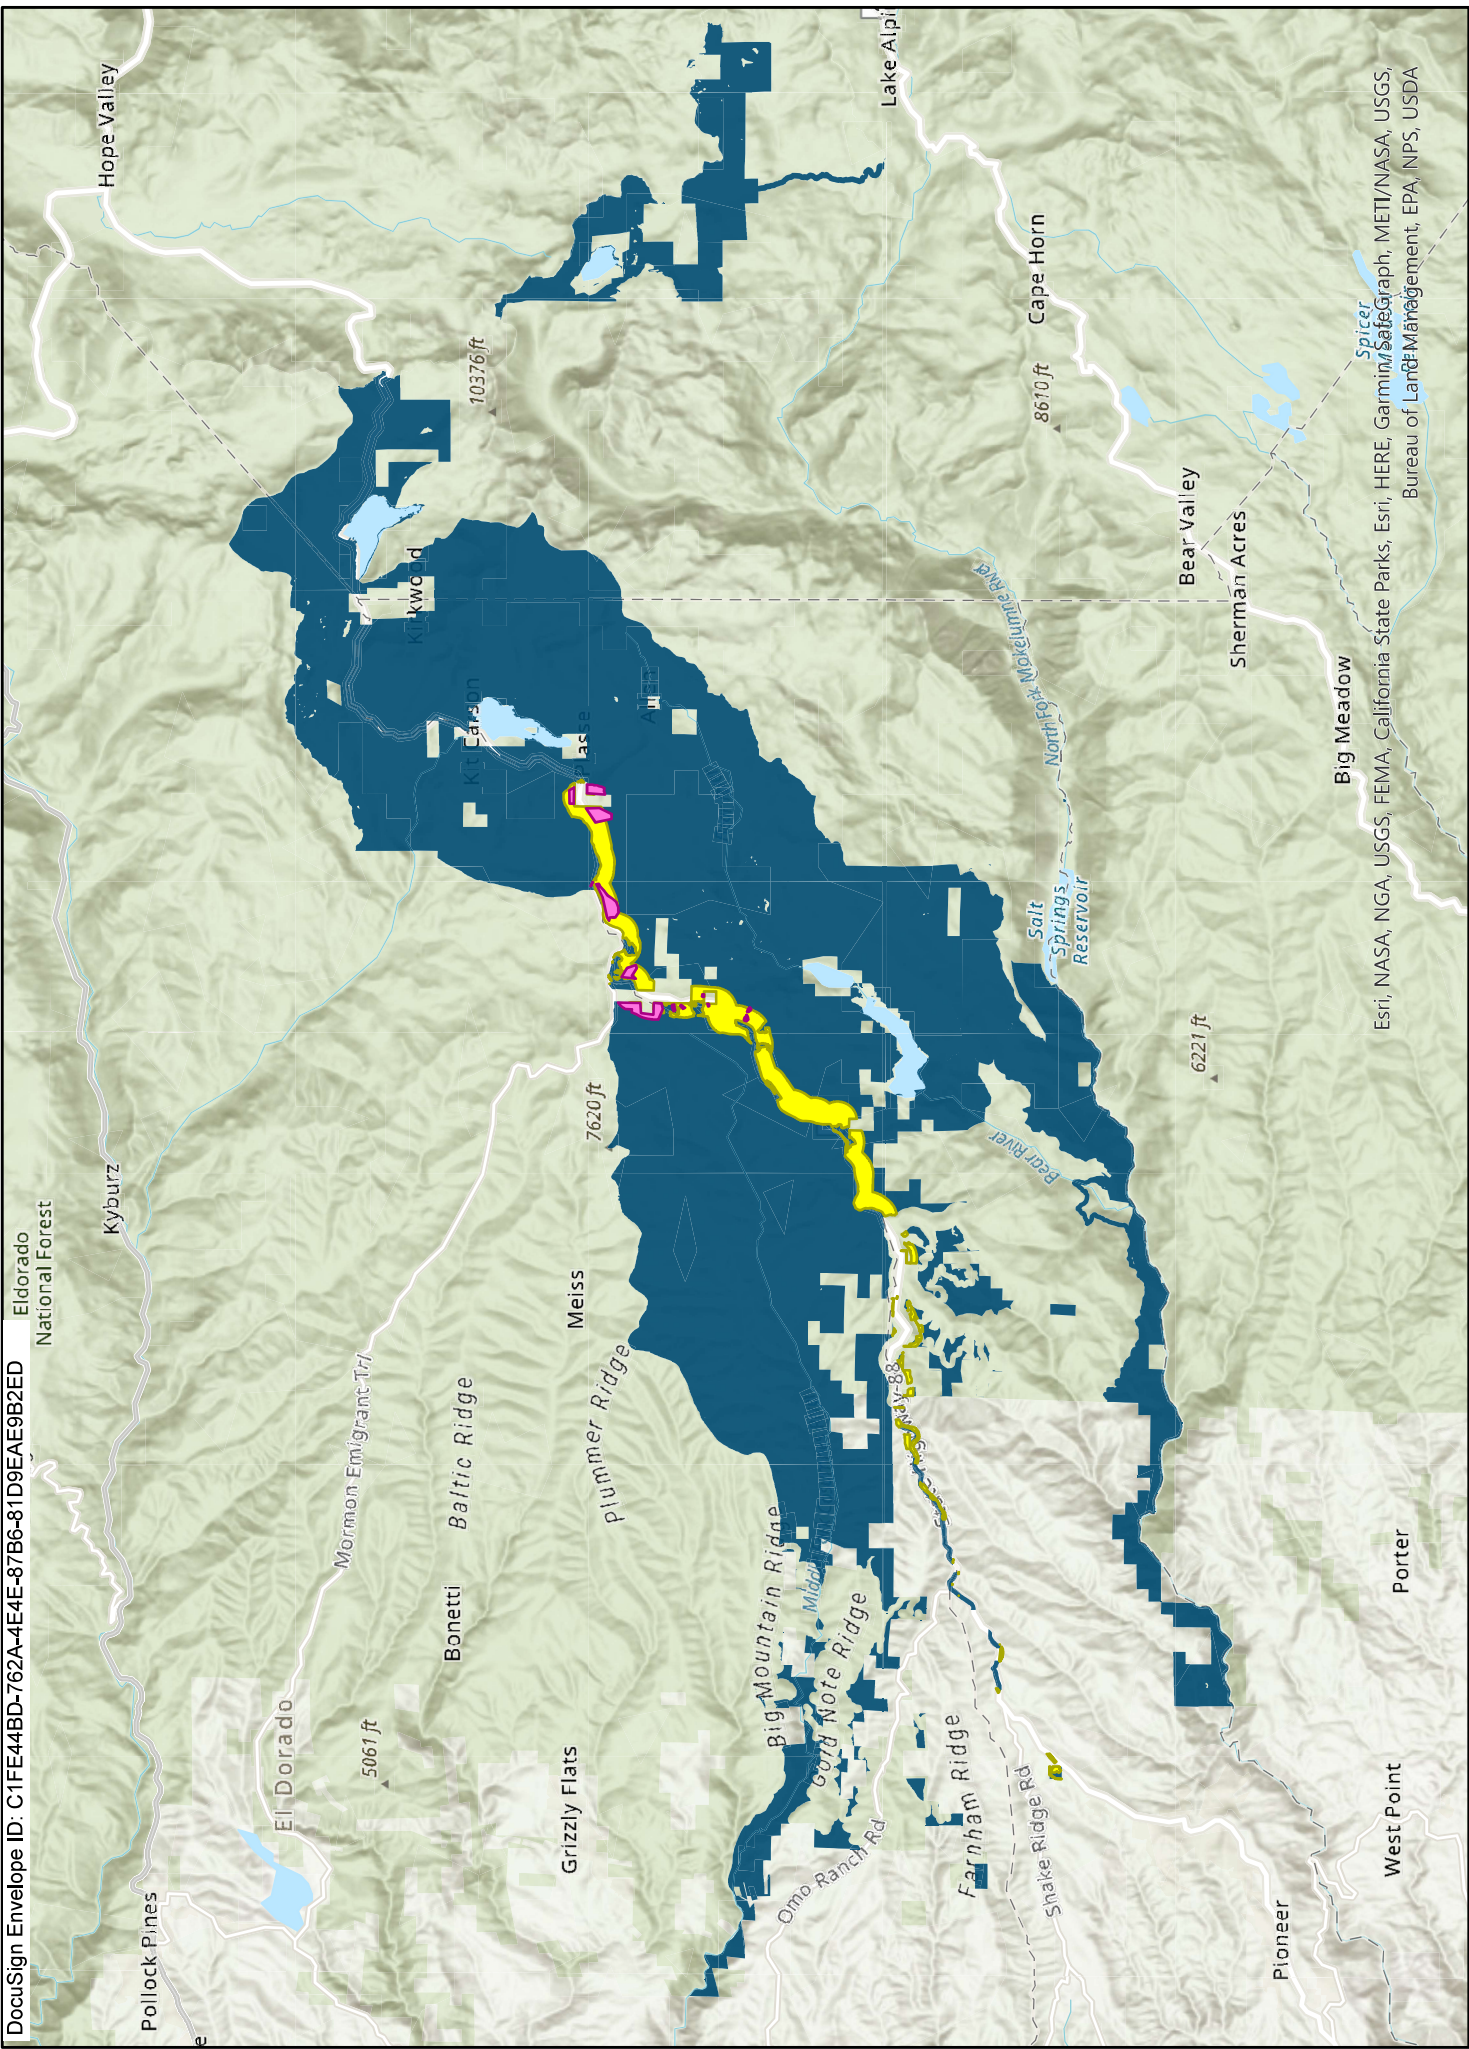 DocuSign Envelope ID: C1FE44BD-762A-4E4E-87B6-81D9EAE9B2ED
Eldorado
National Forest
Hope Valley
Kyburz
Pollock Pines
El Dorado
5061 ft
Mormon Emigrant Trl
Baltic Ridge
Bonetti
Grizzly Flats
Meiss
Plummer Ridge
7620 ft
10376 ft
Kirkwood
Kit Carson
Plasse
Allen
Big Mountain Ridge
Middle
Gold Note Ridge
Omo Ranch Rd
Farnham Ridge
Shake Ridge Rd
Lake Alpi
Cape Horn
8610 ft
Bear Valley
Sherman Acres
Big Meadow
North Fork Mokelumne River
Salt
Springs
Reservoir
Bear River
6221 ft
Spicer
Porter
West Point
Pioneer
Esri, NASA, NGA, USGS, FEMA, California State Parks, Esri, HERE, Garmin, SafeGraph, METI/NASA, USGS,
Bureau of Land Management, EPA, NPS, USDA